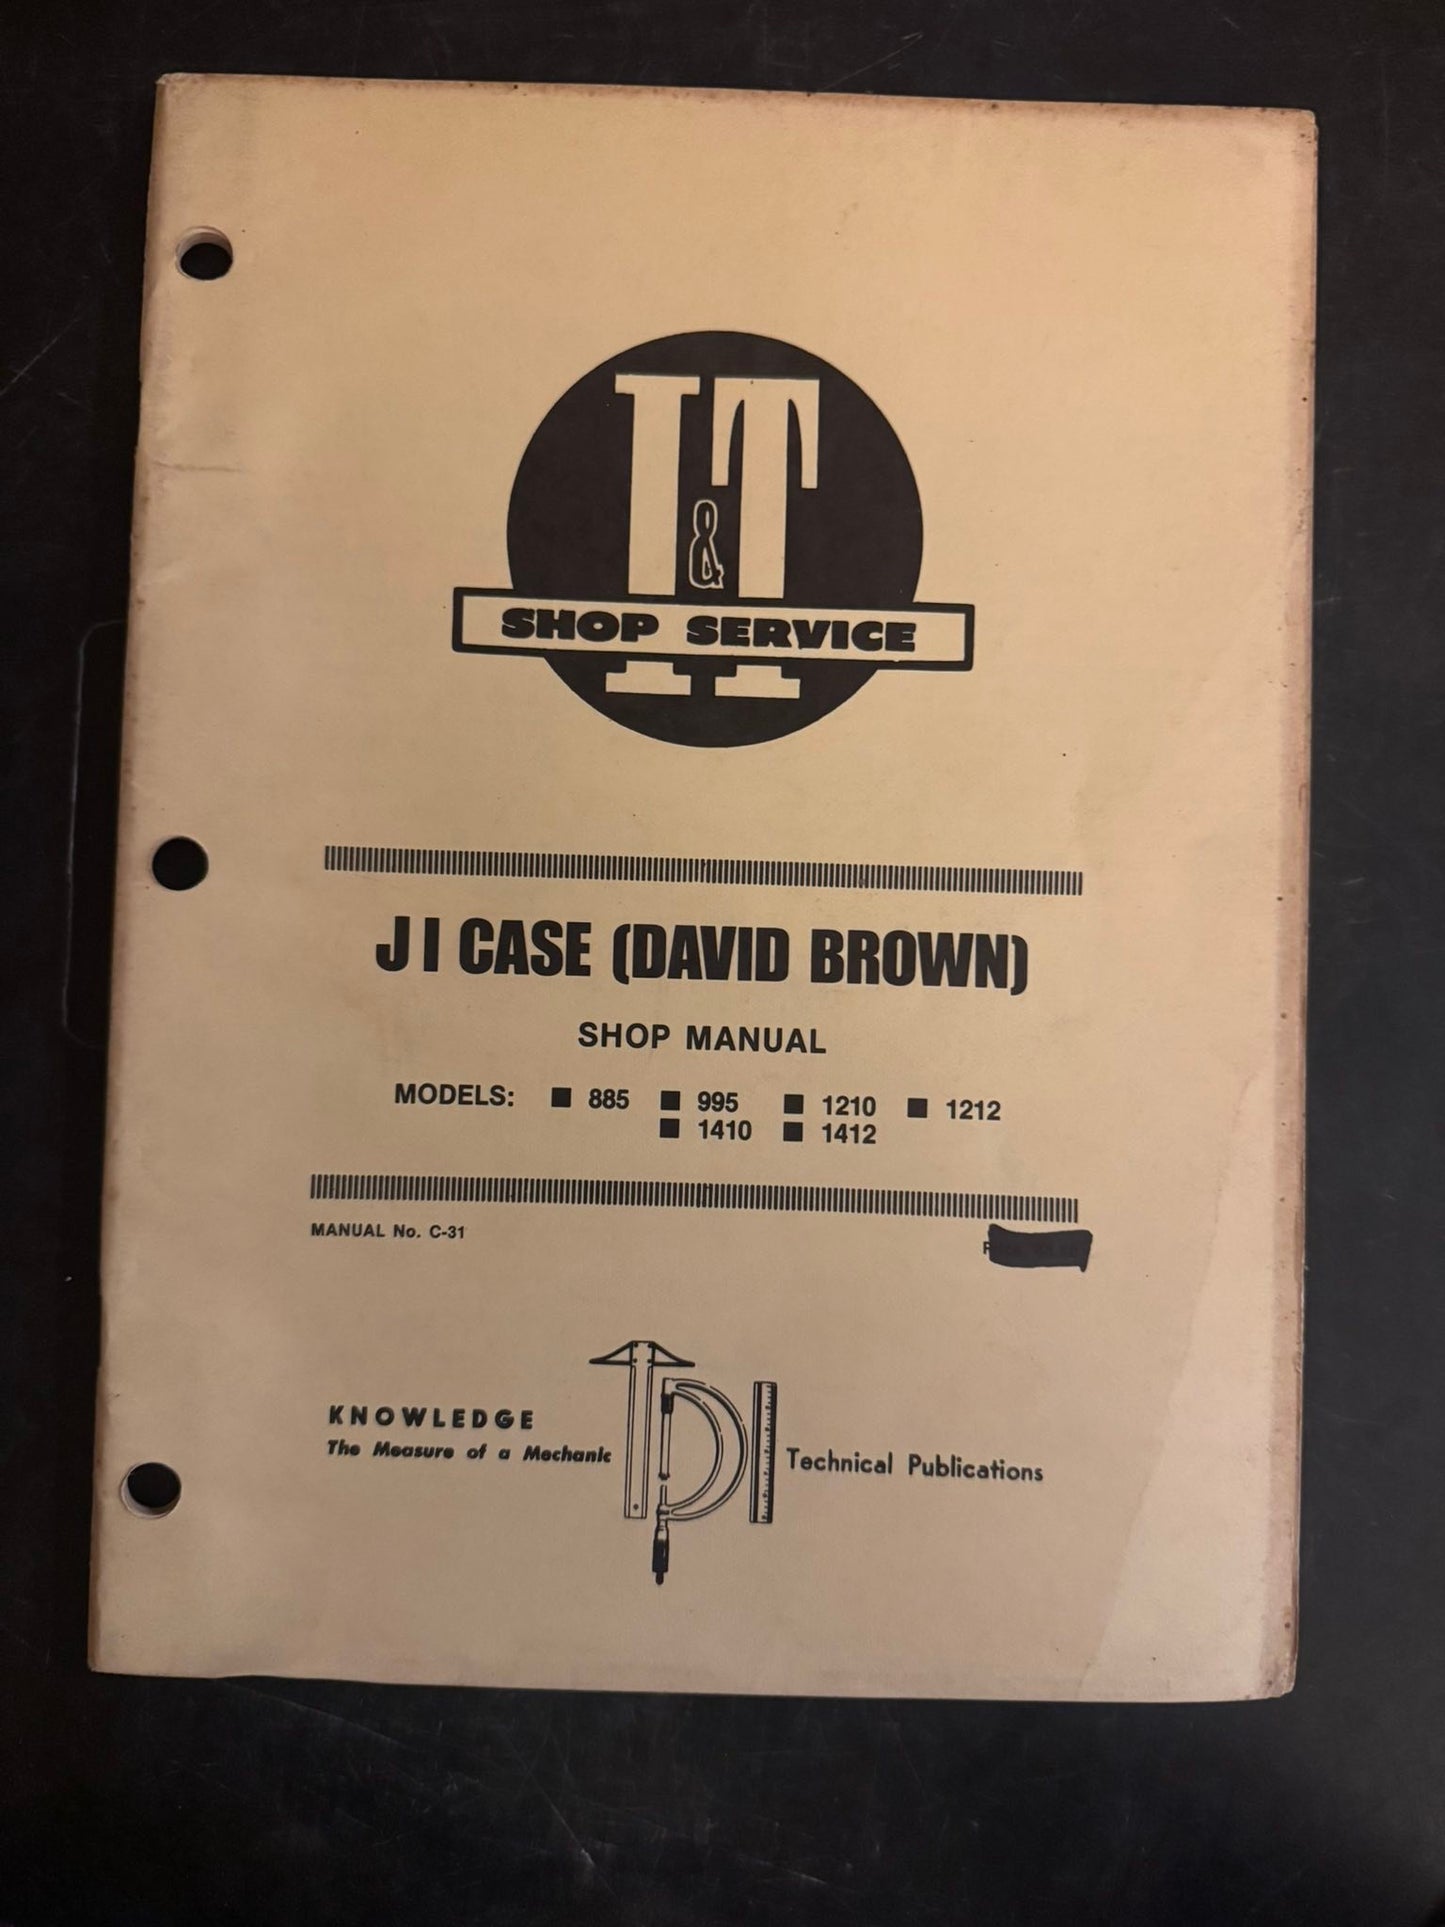 I&T
SHOP SERVICE
J I CASE (DAVID BROWN)
SHOP MANUAL
MODELS: ■ 885 ■ 995 ■ 1210 ■ 1212
■ 1410 ■ 1412
MANUAL No. C-31
KNOWLEDGE
The Measure of a Mechanic
Technical Publications